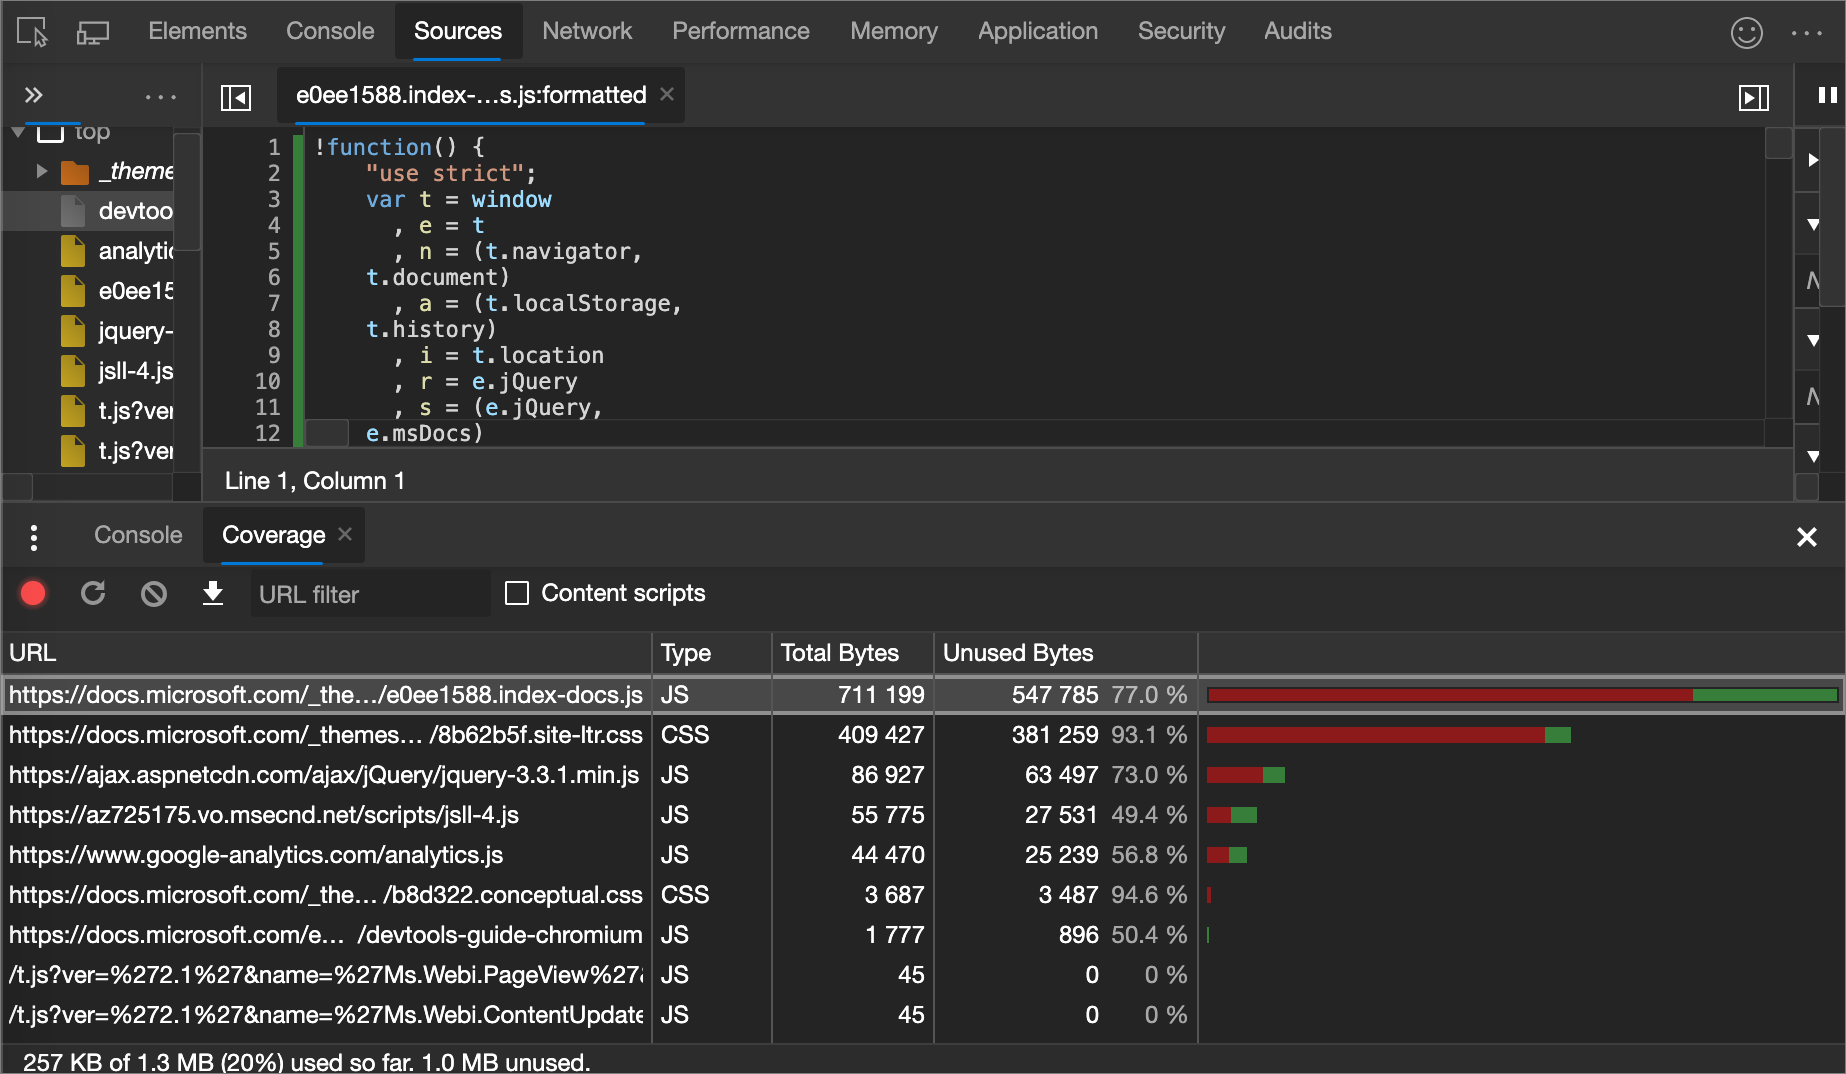 Elements Console Sources Network Performance Memory Application Security Audits
e0ee1588.index-…s.js:formatted
top
_theme
devtoo
analytic
e0ee15
jquery-
jsll-4.js
t.js?ver
t.js?ver
1 !function() {
2 "use strict";
3 var t = window
4 , e = t
5 , n = (t.navigator,
6 t.document)
7 , a = (t.localStorage,
8 t.history)
9 , i = t.location
10 , r = e.jQuery
11 , s = (e.jQuery,
12 e.msDocs)
Line 1, Column 1
Console Coverage
URL filter Content scripts
URL Type Total Bytes Unused Bytes
https://docs.microsoft.com/_the…/e0ee1588.index-docs.js JS 711 199 547 785 77.0 %
https://docs.microsoft.com/_themes… /8b62b5f.site-ltr.css CSS 409 427 381 259 93.1 %
https://ajax.aspnetcdn.com/ajax/jQuery/jquery-3.3.1.min.js JS 86 927 63 497 73.0 %
https://az725175.vo.msecnd.net/scripts/jsll-4.js JS 55 775 27 531 49.4 %
https://www.google-analytics.com/analytics.js JS 44 470 25 239 56.8 %
https://docs.microsoft.com/_the… /b8d322.conceptual.css CSS 3 687 3 487 94.6 %
https://docs.microsoft.com/e… /devtools-guide-chromium JS 1 777 896 50.4 %
/t.js?ver=%272.1%27&name=%27Ms.Webi.PageView%27& JS 45 0 0 %
/t.js?ver=%272.1%27&name=%27Ms.Webi.ContentUpdate JS 45 0 0 %
257 KB of 1.3 MB (20%) used so far. 1.0 MB unused.